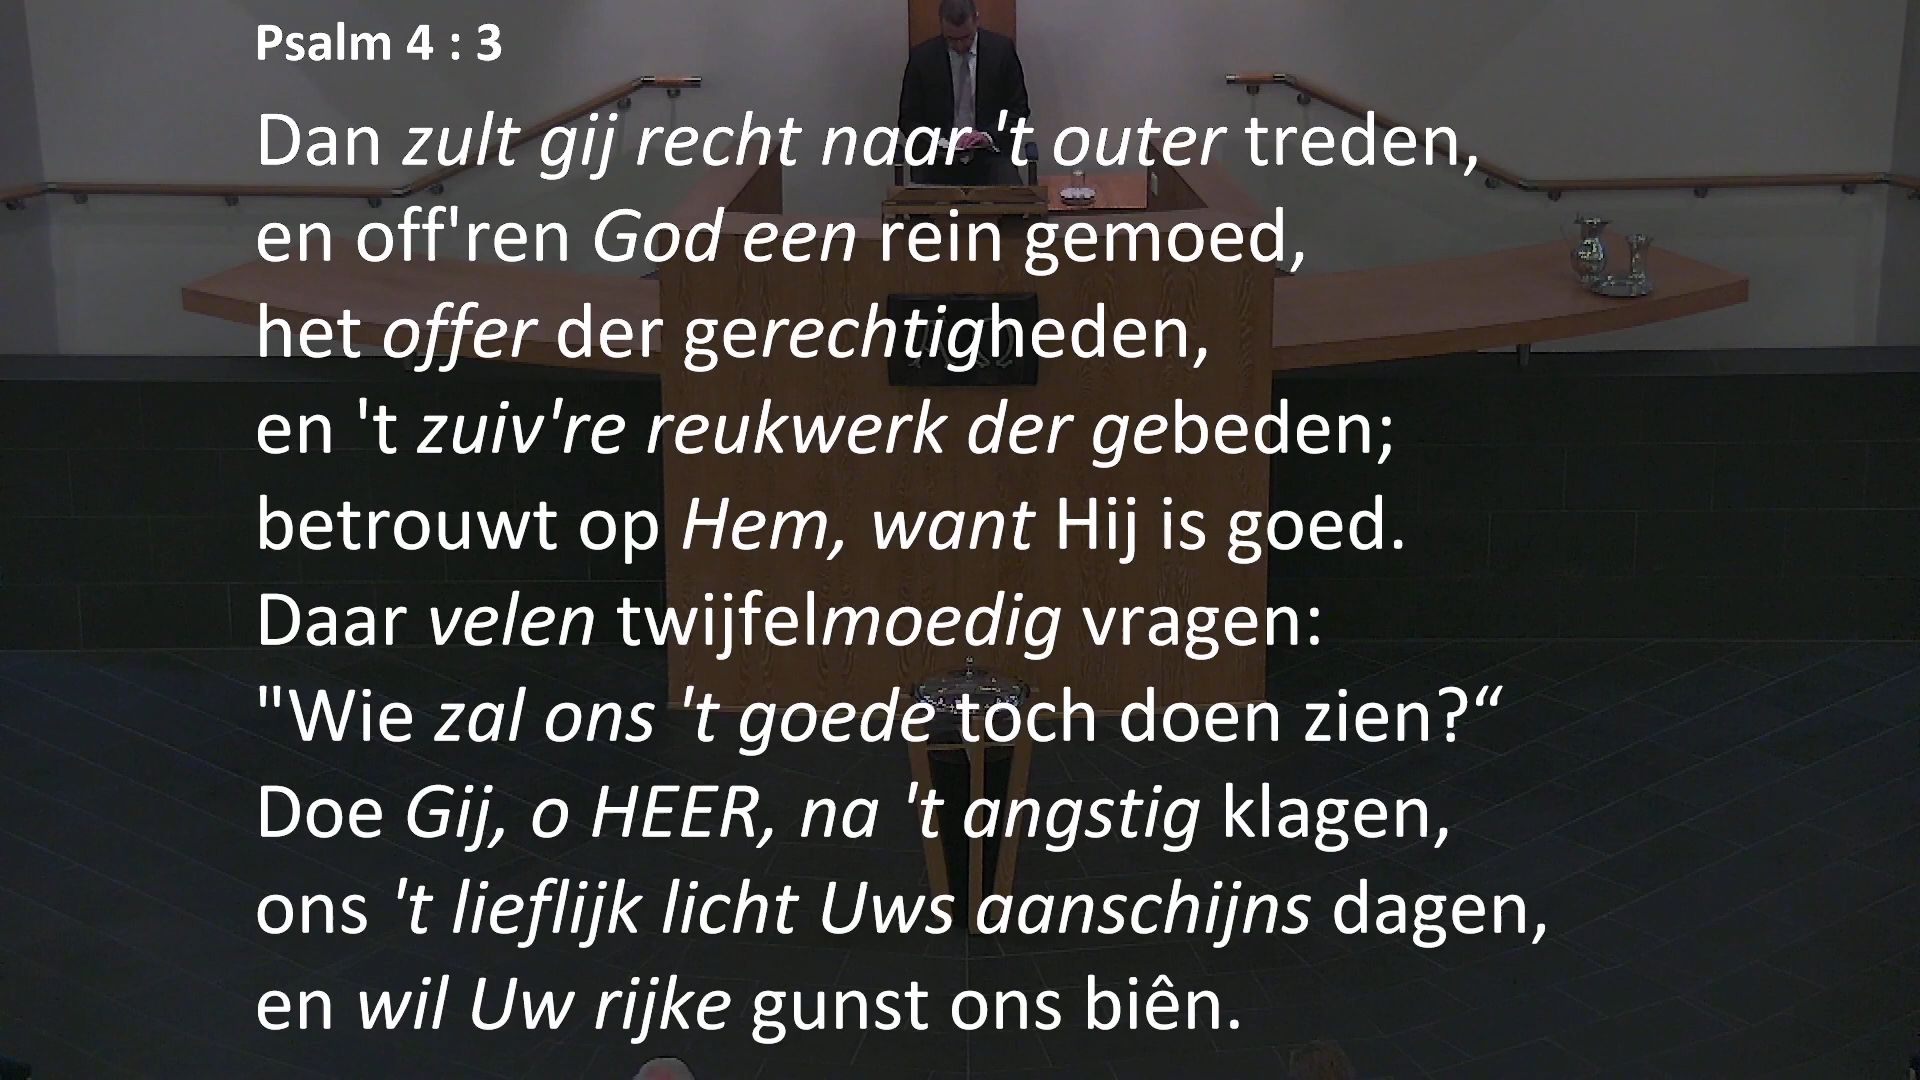 Psalm 4 : 3
Dan zult gij recht naar 't outer treden,
en off'ren God een rein gemoed,
het offer der gerechtigheden,
en 't zuiv're reukwerk der gebeden;
betrouwt op Hem, want Hij is goed.
Daar velen twijfelmoedig vragen:
"Wie zal ons 't goede toch doen zien?“
Doe Gij, o HEER, na 't angstig klagen,
ons 't lieflijk licht Uws aanschijns dagen,
en wil Uw rijke gunst ons biên.